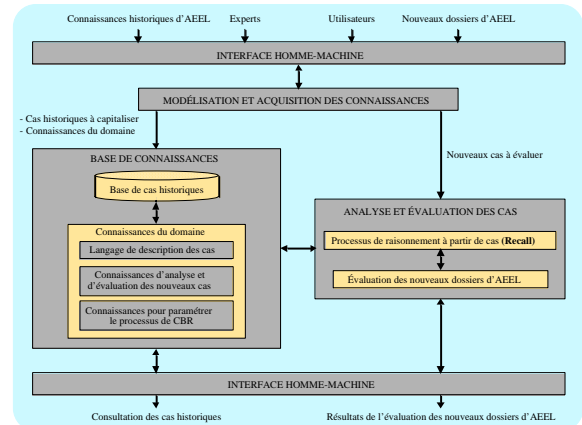 Connaissances historiques d'AEEL
Experts
Utilisateurs
Nouveaux dossiers d'AEEL
INTERFACE HOMME-MACHINE
MODÉLISATION ET ACQUISITION DES CONNAISSANCES
- Cas historiques à capitaliser
- Connaissances du domaine
Nouveaux cas à évaluer
BASE DE CONNAISSANCES
Base de cas historiques
Connaissances du domaine
Langage de description des cas
Connaissances d'analyse et
d'évaluation des nouveaux cas
Connaissances pour paramétrer
le processus de CBR
ANALYSE ET ÉVALUATION DES CAS
Processus de raisonnement à partir de cas (Recall)
Évaluation des nouveaux dossiers d'AEEL
INTERFACE HOMME-MACHINE
Consultation des cas historiques
Résultats de l'évaluation des nouveaux dossiers d'AEEL